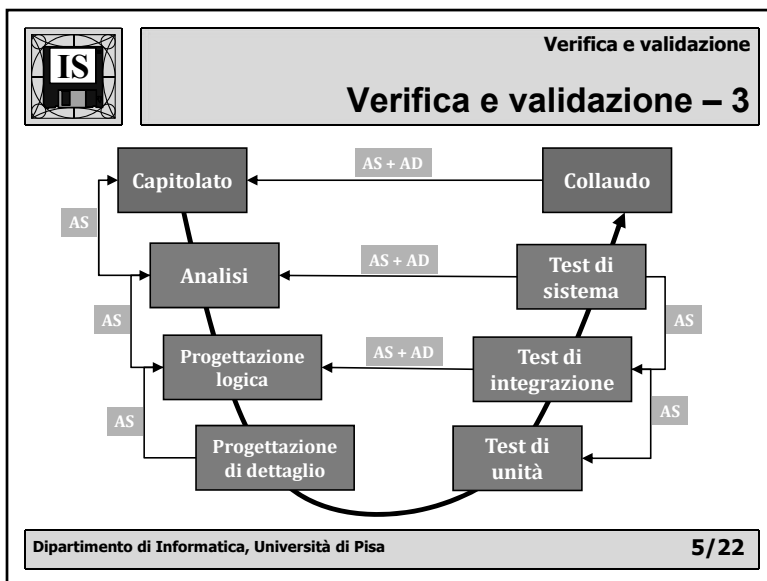 IS
Verifica e validazione
Verifica e validazione – 3
Capitolato
AS + AD
Collaudo
AS
Analisi
AS + AD
Test di
sistema
AS
AS
Progettazione
logica
AS + AD
Test di
integrazione
AS
AS
Progettazione
di dettaglio
Test di
unità
Dipartimento di Informatica, Università di Pisa
5/22